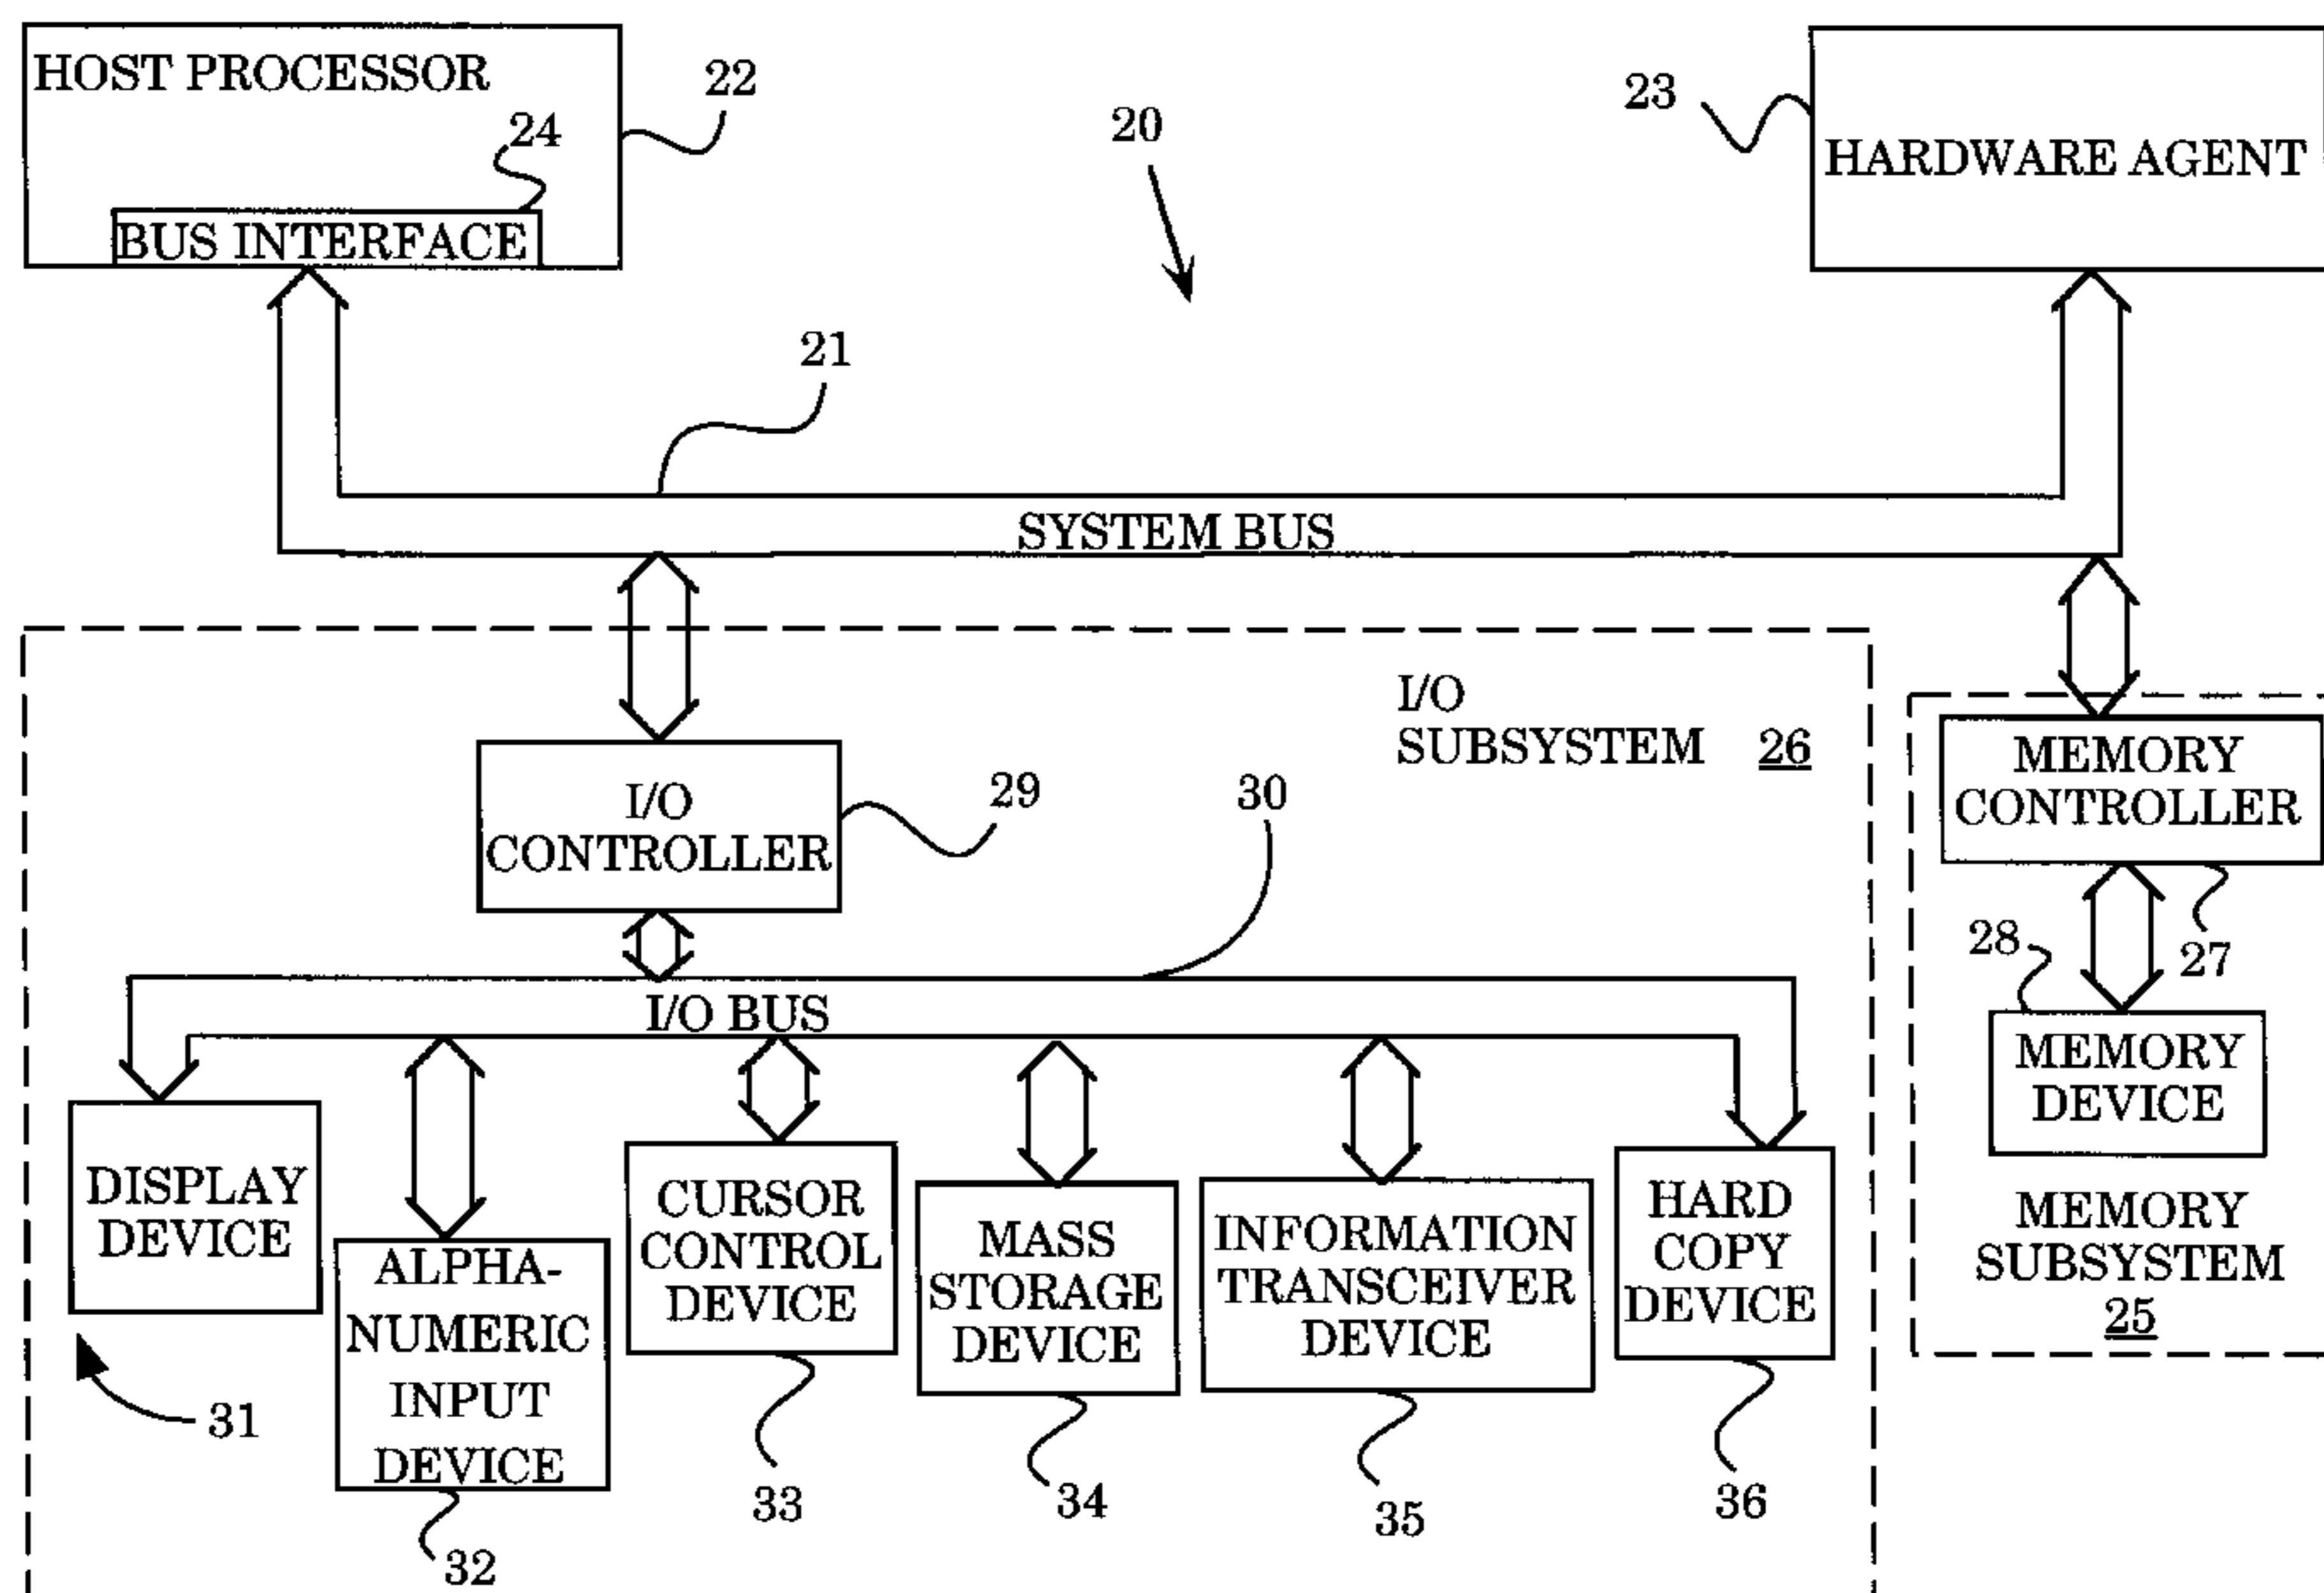 HOST PROCESSOR
24
BUS INTERFACE
22
20
23
HARDWARE AGENT
21
SYSTEM BUS
I/O
SUBSYSTEM 26
I/O
CONTROLLER
29
30
MEMORY
CONTROLLER
27
28
MEMORY
DEVICE
MEMORY
SUBSYSTEM
25
I/O BUS
DISPLAY
DEVICE
31
ALPHA-
NUMERIC
INPUT
DEVICE
32
CURSOR
CONTROL
DEVICE
33
MASS
STORAGE
DEVICE
34
INFORMATION
TRANSCEIVER
DEVICE
35
HARD
COPY
DEVICE
36